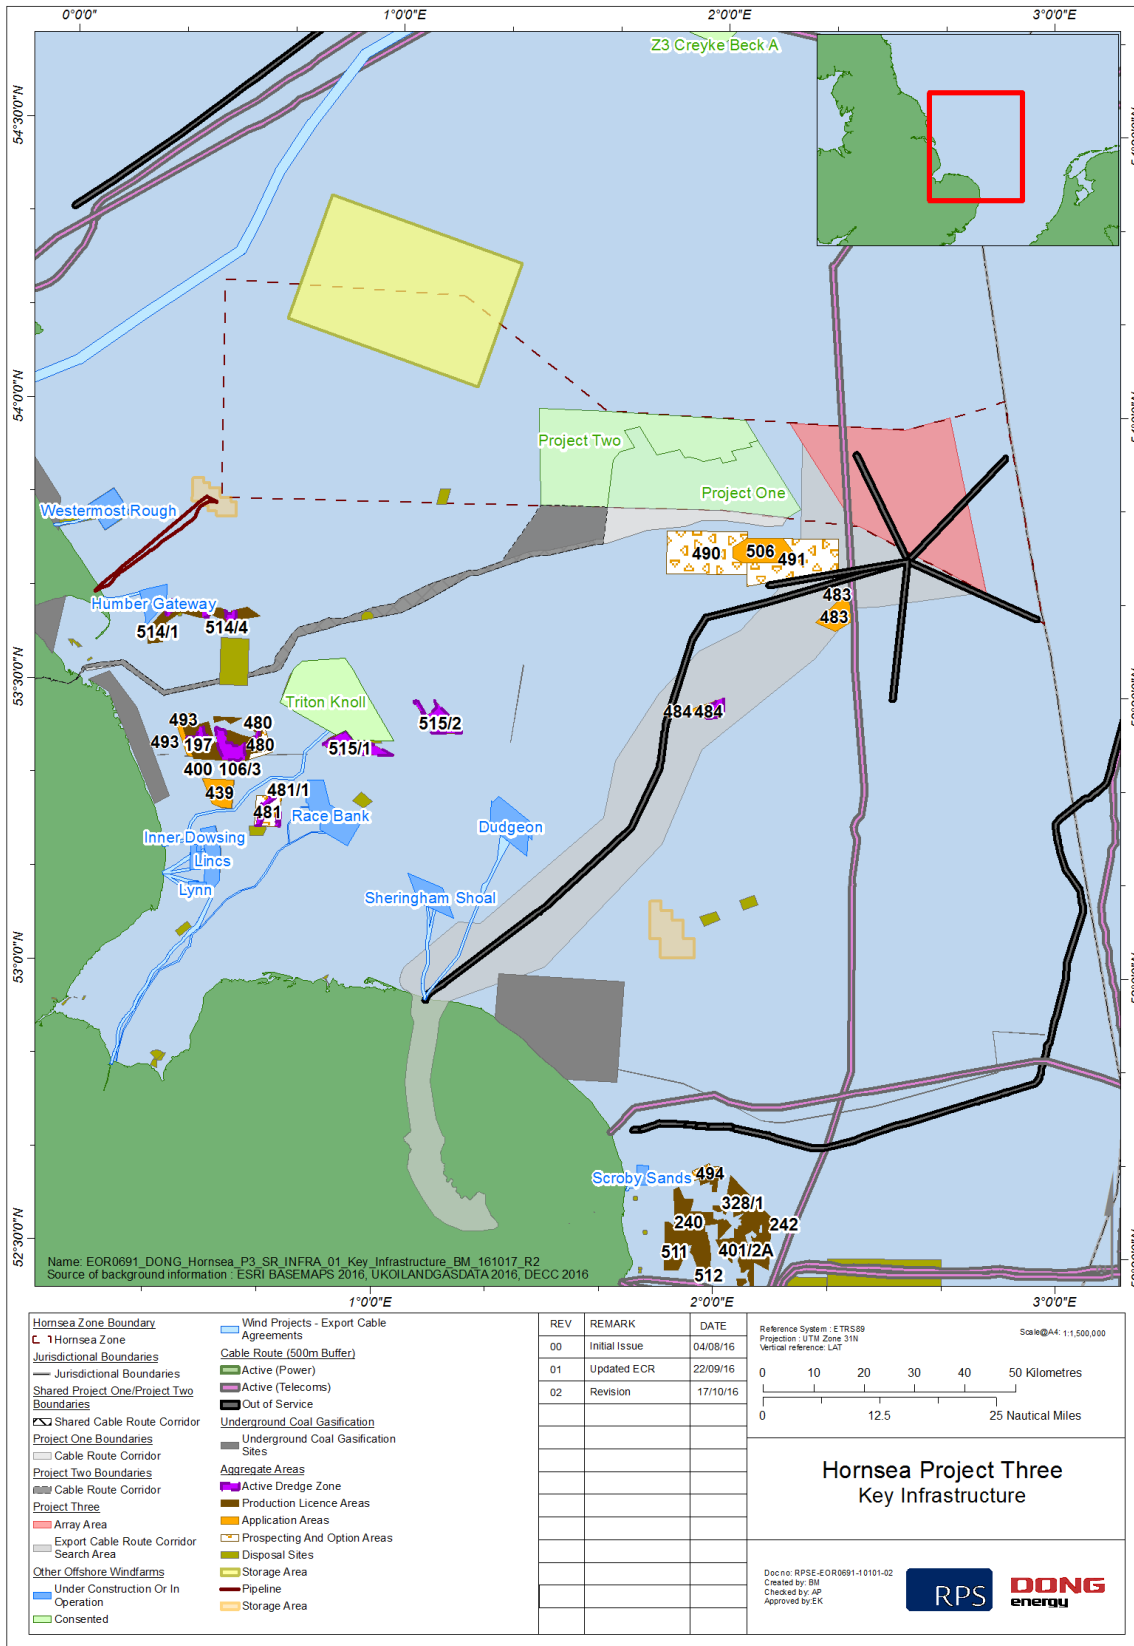 0°0'0"
1°0'0"E
2°0'0"E
3°0'0"E
Z3 Creyke Beck A
54°30'0"N
54°0'0"N
Project Two
Project One
Westermost Rough
490
506
491
Humber Gateway
483
483
514/1
514/4
53°30'0"N
Triton Knoll
484
484
515/2
493
480
493
197
480
515/1
400
106/3
439
481/1
481
Race Bank
Dudgeon
Inner Dowsing
Lincs
Lynn
Sheringham Shoal
53°0'0"N
Scroby Sands
494
328/1
240
242
511
401/2A
512
52°30'0"N
Name: EOR0691_DONG_Hornsea_P3_SR_INFRA_01_Key_Infrastructure_BM_161017_R2
Source of background information : ESRI BASEMAPS 2016, UKOILANDGASDATA 2016, DECC 2016
1°0'0"E
2°0'0"E
3°0'0"E
Hornsea Zone Boundary
Hornsea Zone
Jurisdictional Boundaries
Jurisdictional Boundaries
Shared Project One/Project Two
Boundaries
Shared Cable Route Corridor
Project One Boundaries
Cable Route Corridor
Project Two Boundaries
Cable Route Corridor
Project Three
Array Area
Export Cable Route Corridor
Search Area
Other Offshore Windfarms
Under Construction Or In
Operation
Consented
Wind Projects - Export Cable
Agreements
Cable Route (500m Buffer)
Active (Power)
Active (Telecoms)
Out of Service
Underground Coal Gasification
Underground Coal Gasification
Sites
Aggregate Areas
Active Dredge Zone
Production Licence Areas
Application Areas
Prospecting And Option Areas
Disposal Sites
Storage Area
Pipeline
Storage Area
REV REMARK DATE
00 Initial Issue 04/08/16
01 Updated ECR 22/09/16
02 Revision 17/10/16
Reference System : ETRS89
Projection : UTM Zone 31N
Vertical reference: LAT
Scale@A4: 1:1,500,000
0 10 20 30 40 50 Kilometres
0 12.5 25 Nautical Miles
Hornsea Project Three
Key Infrastructure
Doc no: RPSE-EOR0691-10101-02
Created by: BM
Checked by: AP
Approved by:EK
RPS
DONG
energy